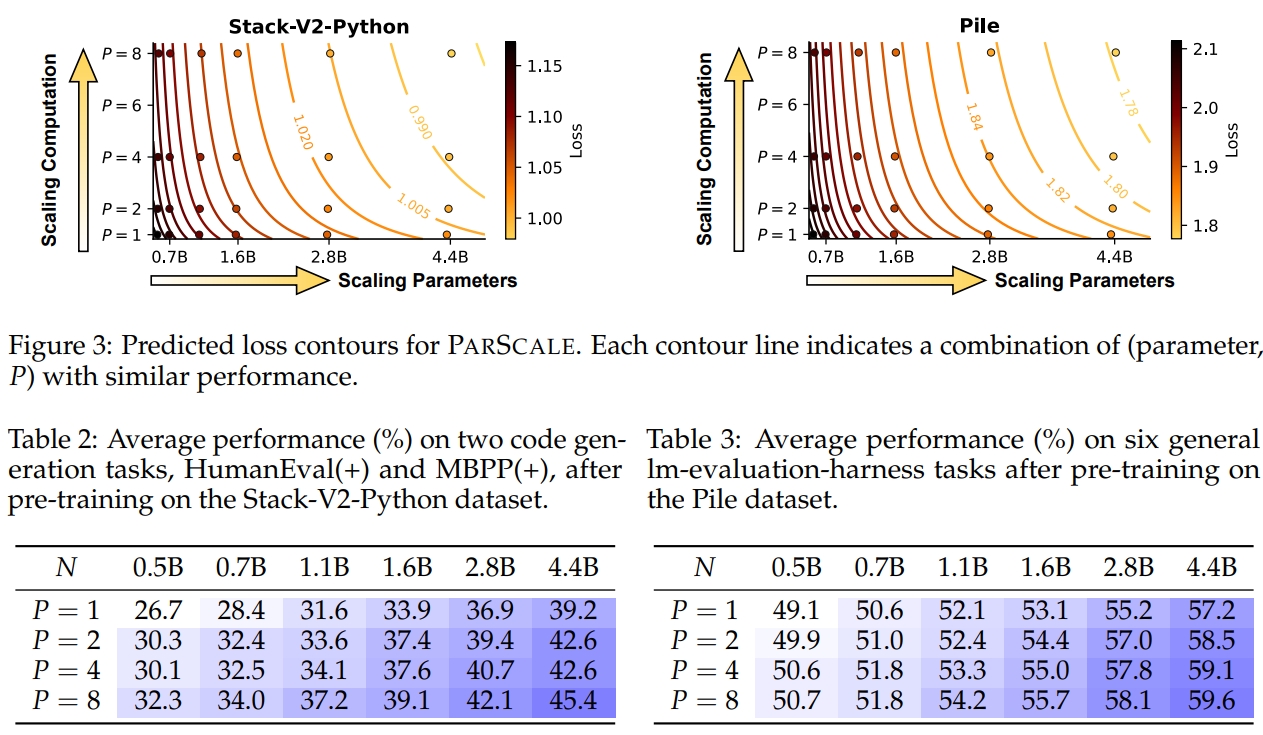 Stack-V2-Python
Scaling Computation
P = 8
P = 6
P = 4
P = 2
P = 1
1.020
0.990
1.005
0.7B 1.6B 2.8B 4.4B
Scaling Parameters
1.15
1.10
1.05
1.00
Loss
Pile
Scaling Computation
P = 8
P = 6
P = 4
P = 2
P = 1
1.84
1.78
1.82
1.80
0.7B 1.6B 2.8B 4.4B
Scaling Parameters
2.1
2.0
1.9
1.8
Loss
Figure 3: Predicted loss contours for PARSCALE. Each contour line indicates a combination of (parameter,
P) with similar performance.
Table 2: Average performance (%) on two code gen-
eration tasks, HumanEval(+) and MBPP(+), after
pre-training on the Stack-V2-Python dataset.
N 0.5B 0.7B 1.1B 1.6B 2.8B 4.4B
P = 1 26.7 28.4 31.6 33.9 36.9 39.2
P = 2 30.3 32.4 33.6 37.4 39.4 42.6
P = 4 30.1 32.5 34.1 37.6 40.7 42.6
P = 8 32.3 34.0 37.2 39.1 42.1 45.4
Table 3: Average performance (%) on six general
lm-evaluation-harness tasks after pre-training on
the Pile dataset.
N 0.5B 0.7B 1.1B 1.6B 2.8B 4.4B
P = 1 49.1 50.6 52.1 53.1 55.2 57.2
P = 2 49.9 51.0 52.4 54.4 57.0 58.5
P = 4 50.6 51.8 53.3 55.0 57.8 59.1
P = 8 50.7 51.8 54.2 55.7 58.1 59.6